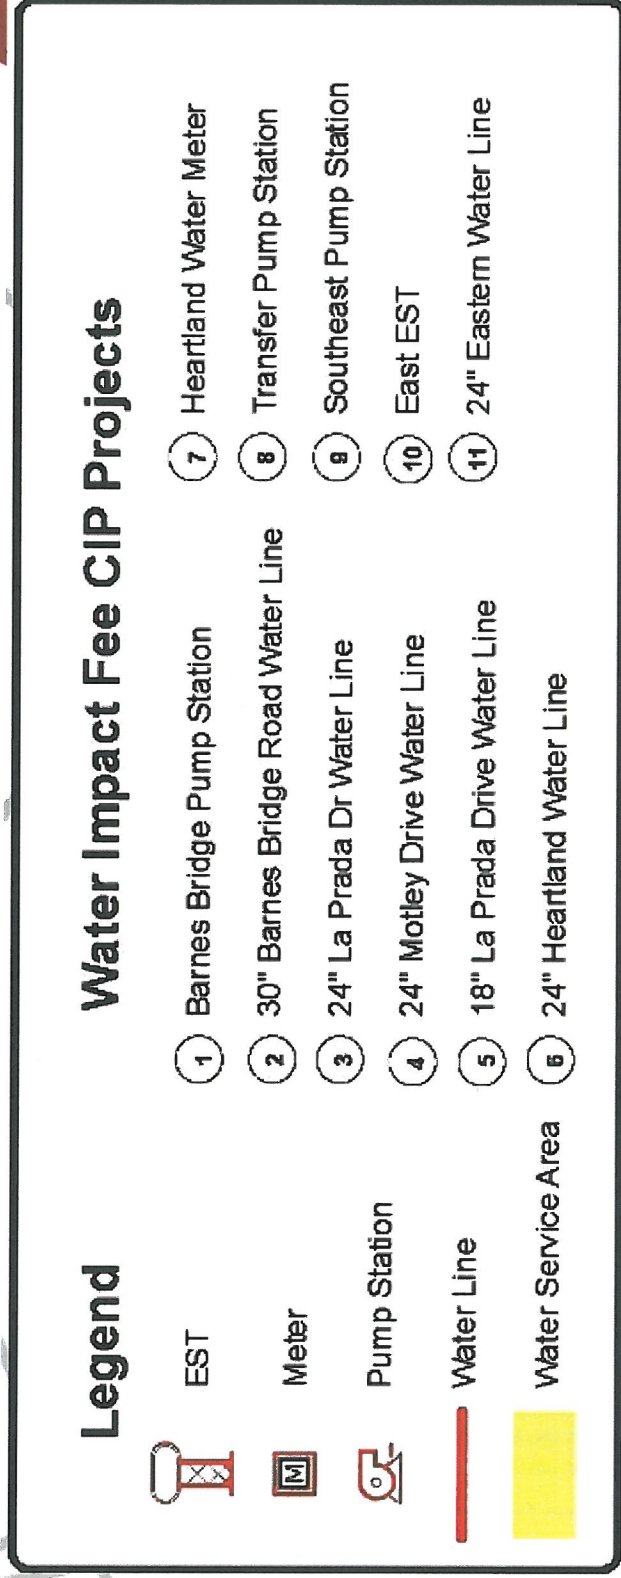 Legend
EST
M Meter
Pump Station
Water Line
Water Service Area
Water Impact Fee CIP Projects
1 Barnes Bridge Pump Station
2 30" Barnes Bridge Road Water Line
3 24" La Prada Dr Water Line
4 24" Motley Drive Water Line
5 18" La Prada Drive Water Line
6 24" Heartland Water Line
7 Heartland Water Meter
8 Transfer Pump Station
9 Southeast Pump Station
10 East EST
11 24" Eastern Water Line